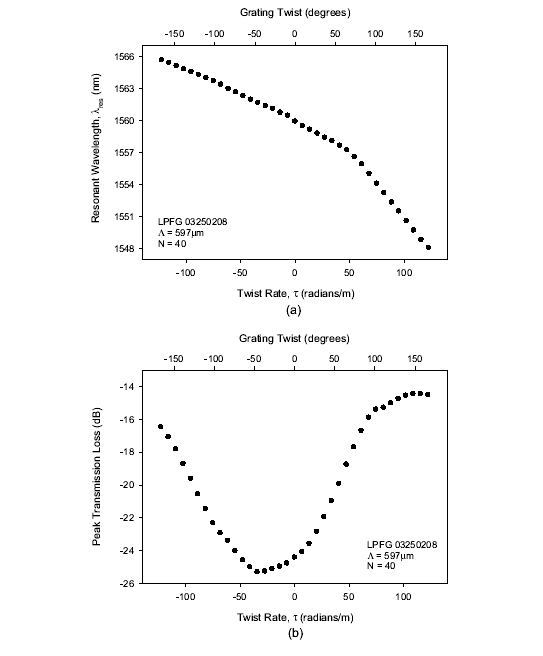 Grating Twist (degrees)
-150 -100 -50 0 50 100 150
1566
1563
1560
1557
1554
1551
1548
Resonant Wavelength, λres (nm)
LPFG 03250208
Λ = 597µm
N = 40
-100 -50 0 50 100
Twist Rate, τ (radians/m)
(a)
Grating Twist (degrees)
-150 -100 -50 0 50 100 150
-14
-16
-18
-20
-22
-24
-26
Peak Transmission Loss (dB)
LPFG 03250208
Λ = 597µm
N = 40
-100 -50 0 50 100
Twist Rate, τ (radians/m)
(b)